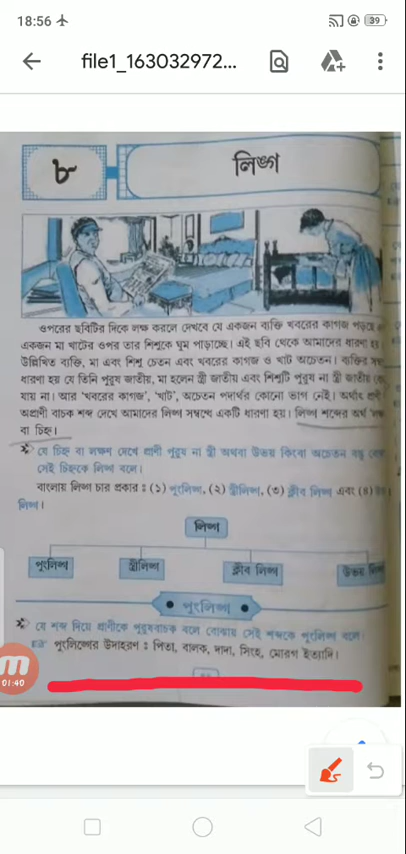 18:56
39
file1_163032972...
৮
লিঙ্গ
ওপরের ছবিটির দিকে লক্ষ করলে দেখবে যে একজন ব্যক্তি খবরের কাগজ পড়ছে
একজন মা খাটের ওপর তার শিশুকে ঘুম পাড়াচ্ছে। এই ছবি থেকে আমাদের ধারণা হয়
উল্লিখিত ব্যক্তি, মা এবং শিশু চেতন এবং খবরের কাগজ ও খাট অচেতন। ব্যক্তির
ধারণা হয় যে তিনি পুরুষ জাতীয়, মা হলেন স্ত্রী জাতীয় এবং শিশুটি পুরুষ না স্ত্রী জাতীয়
যায় না। আর 'খবরের কাগজ', 'খাট', অচেতন পদার্থর কোনো ভাগ নেই। অর্থাৎ প্রাণী
অপ্রাণী বাচক শব্দ দেখে আমাদের লিঙ্গ সম্বন্ধে একটি ধারণা হয়। লিঙ্গ শব্দের অর্থ
বা চিহ্ন।
যে চিহ্ন বা লক্ষণ দেখে প্রাণী পুরুষ না স্ত্রী অথবা উভয় কিংবা অচেতন বস্তু
সেই চিহ্নকে লিঙ্গ বলে।
বাংলায় লিঙ্গ চার প্রকার : (১) পুংলিঙ্গ, (২) স্ত্রীলিঙ্গ, (৩) ক্লীব লিঙ্গ এবং (৪)
লিঙ্গ।
লিঙ্গ
পুংলিঙ্গ স্ত্রীলিঙ্গ ক্লীব লিঙ্গ উভয় লিঙ্গ
• পুংলিঙ্গ •
যে শব্দ দিয়ে প্রাণীকে পুরুষবাচক বলে বোঝায় সেই শব্দকে পুংলিঙ্গ বলে।
পুংলিঙ্গের উদাহরণ : পিতা, বালক, দাদা, সিংহ, মোরগ ইত্যাদি।
01:40